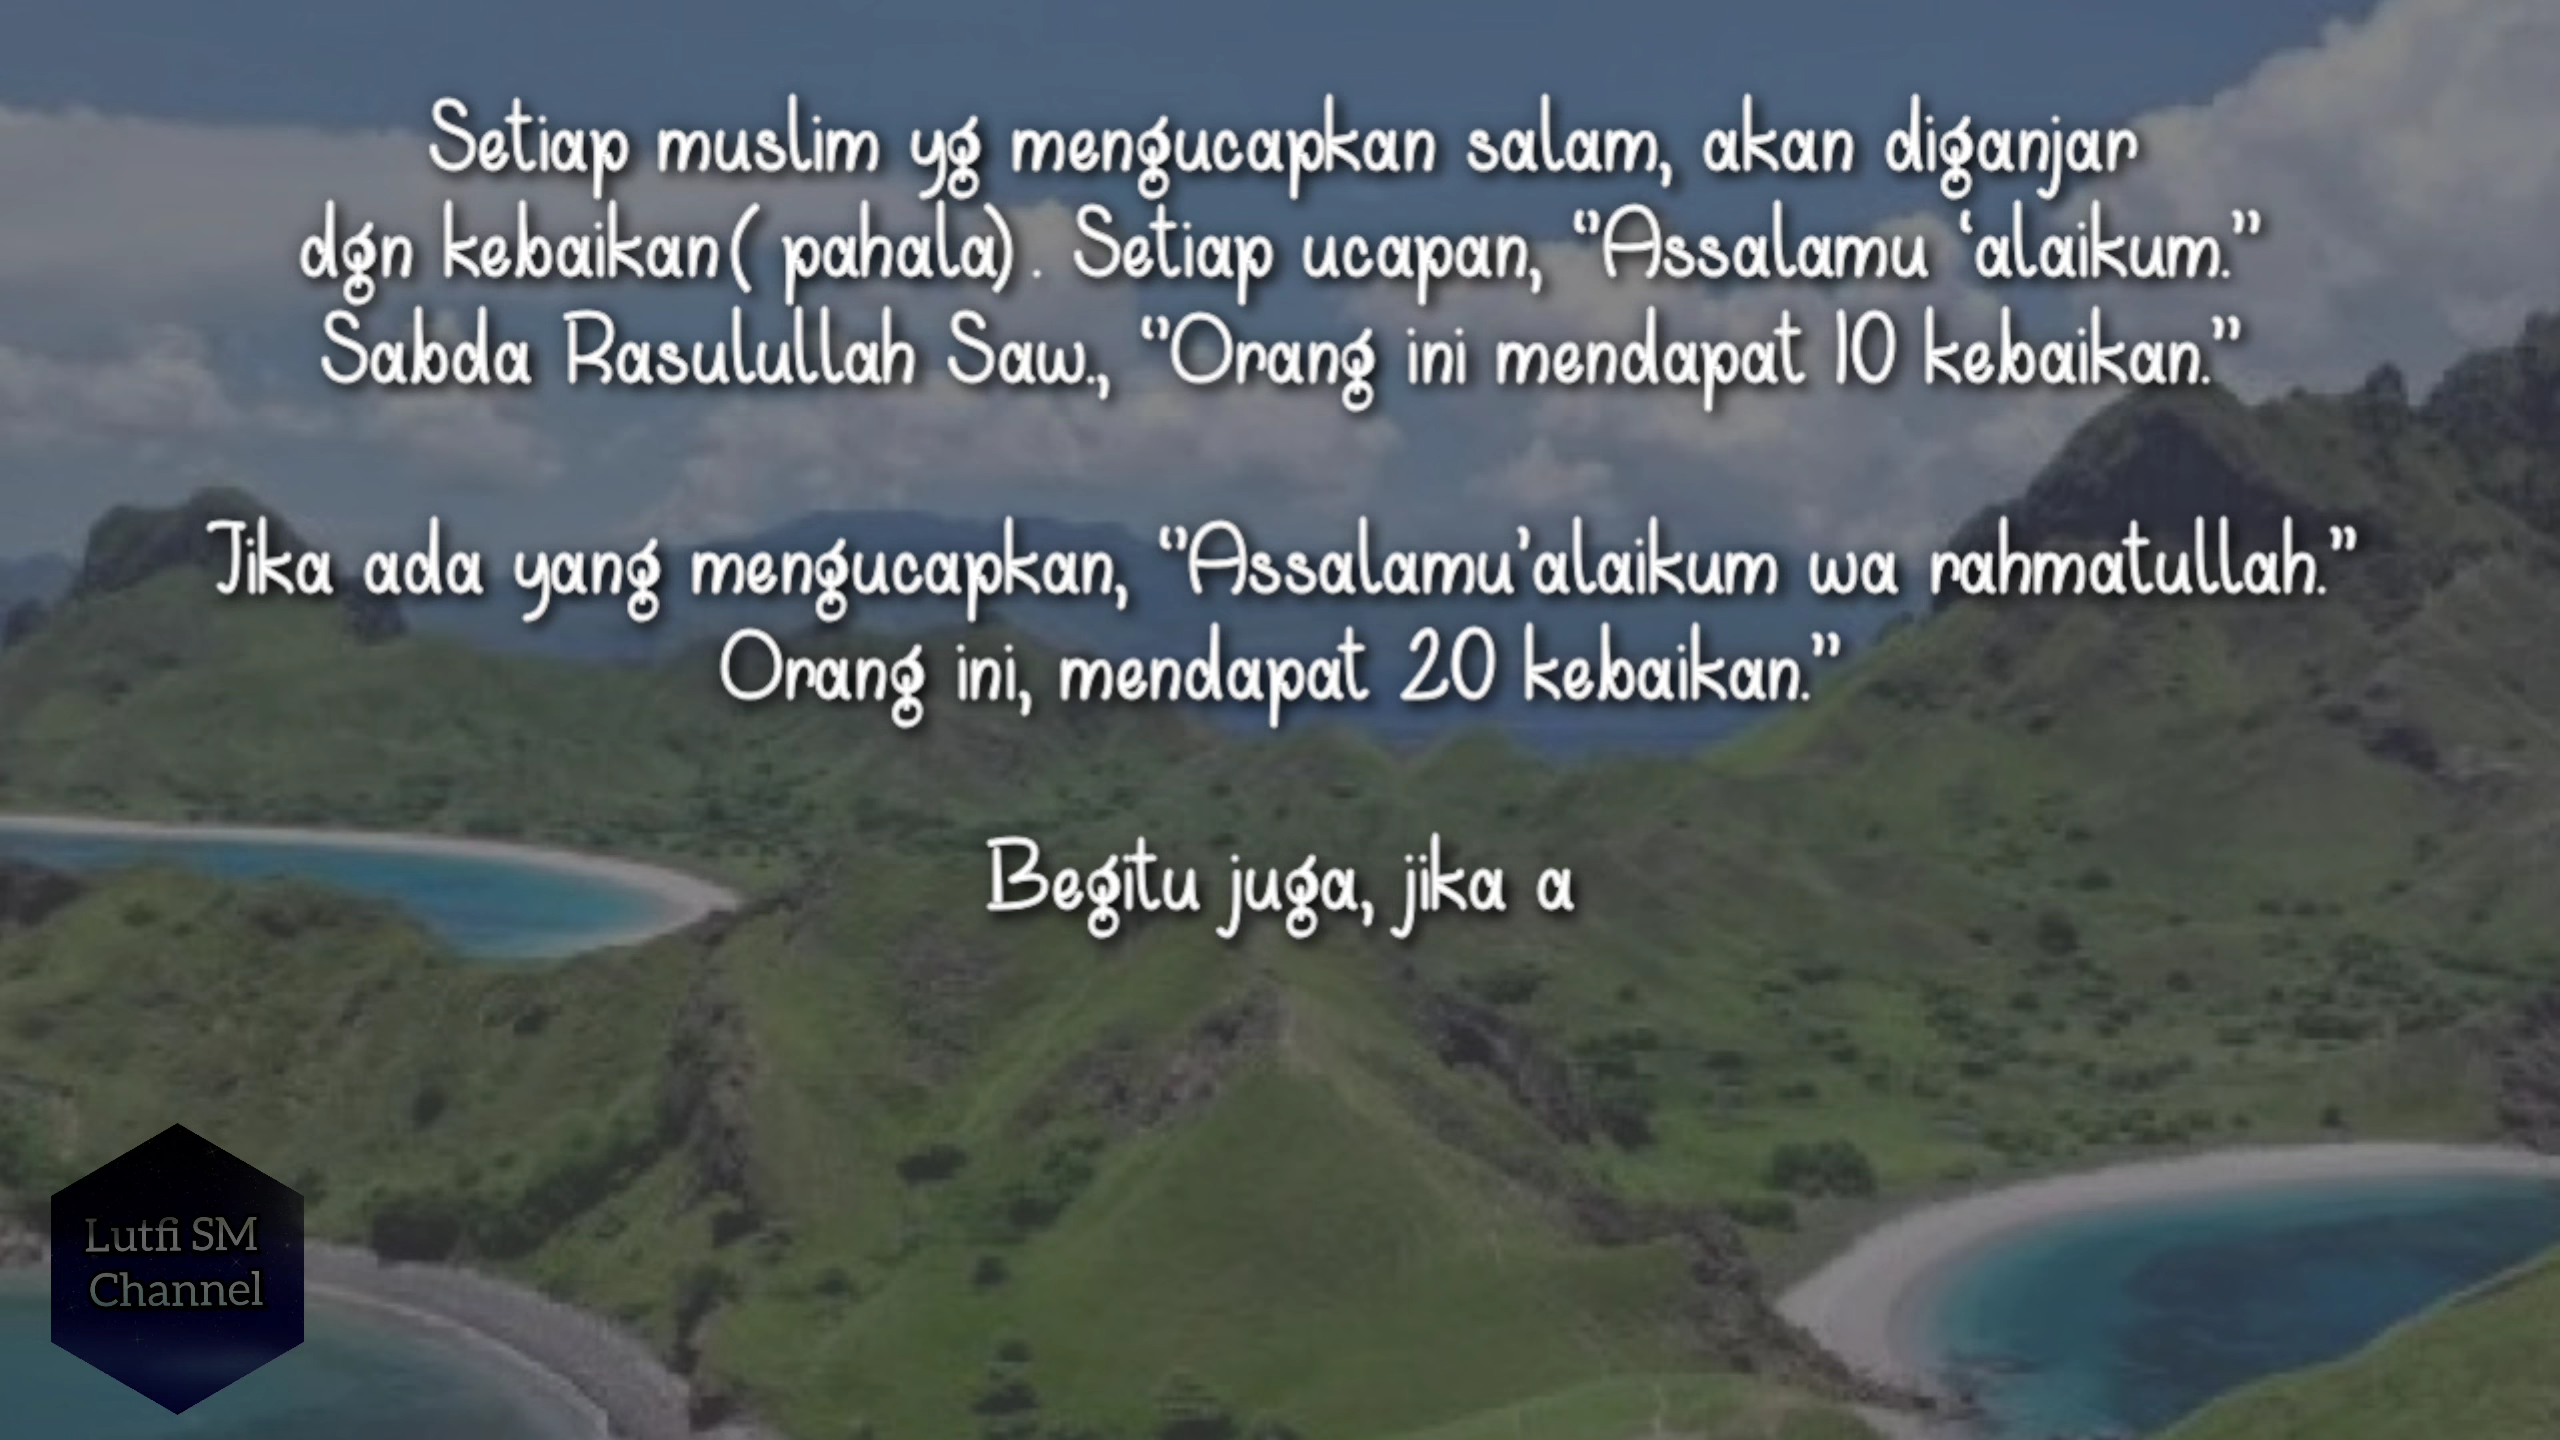 Setiap muslim yg mengucapkan salam, akan diganjar
dgn kebaikan( pahala) . Setiap ucapan, “Assalamu ‘alaikum.”
Sabda Rasulullah Saw., “Orang ini mendapat 10 kebaikan.”
Jika ada yang mengucapkan, “Assalamu’alaikum wa rahmatullah.”
Orang ini, mendapat 20 kebaikan.”
Begitu juga, jika a
Lutfi SM
Channel